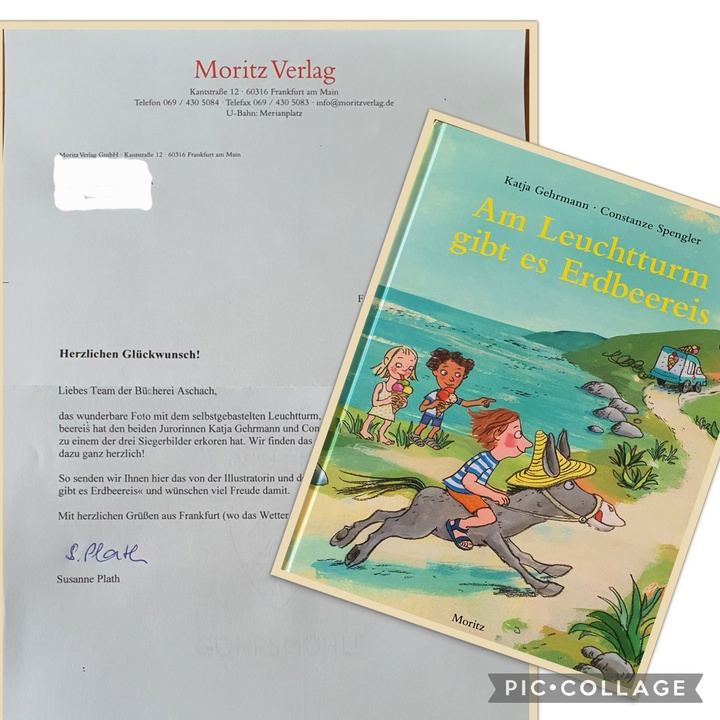 Moritz Verlag
Kantstraße 12 · 60316 Frankfurt am Main
Telefon 069 / 430 5084 · Telefax 069 / 430 5083 · info@moritzverlag.de
U-Bahn: Merianplatz
Moritz Verlag GmbH · Kantstraße 12 · 60316 Frankfurt am Main
F
Herzlichen Glückwunsch!
Liebes Team der Bücherei Aschach,
das wunderbare Foto mit dem selbstgebastelten Leuchtturm,
beereis hat den beiden Jurorinnen Katja Gehrmann und Con
zu einem der drei Siegerbilder erkoren hat. Wir finden das
dazu ganz herzlich!
So senden wir Ihnen hier das von der Illustratorin und d
gibt es Erdbeereis« und wünschen viel Freude damit.
Mit herzlichen Grüßen aus Frankfurt (wo das Wetter
S. Plath
Susanne Plath
GOHRSMÜHLE
Katja Gehrmann · Constanze Spengler
Am Leuchtturm
gibt es Erdbeereis
Moritz
PIC•COLLAGE